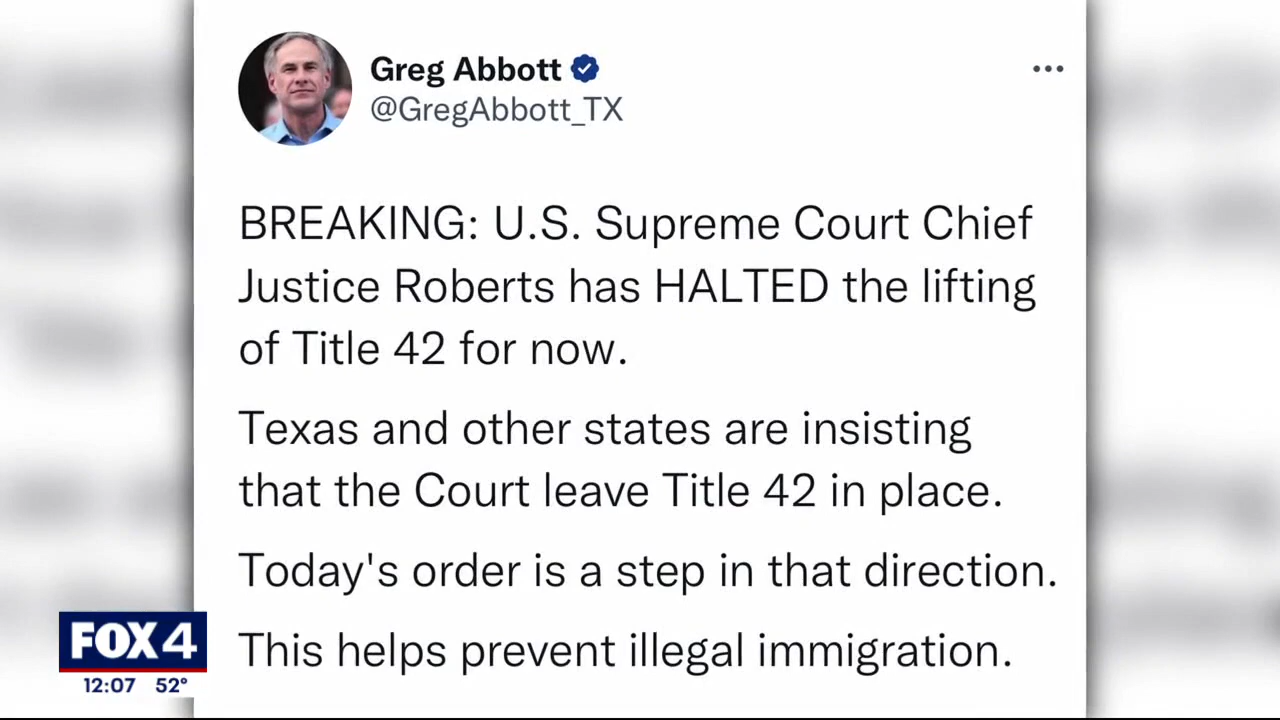 Greg Abbott
@GregAbbott_TX
BREAKING: U.S. Supreme Court Chief
Justice Roberts has HALTED the lifting
of Title 42 for now.
Texas and other states are insisting
that the Court leave Title 42 in place.
Today's order is a step in that direction.
This helps prevent illegal immigration.
FOX 4
12:07 52°